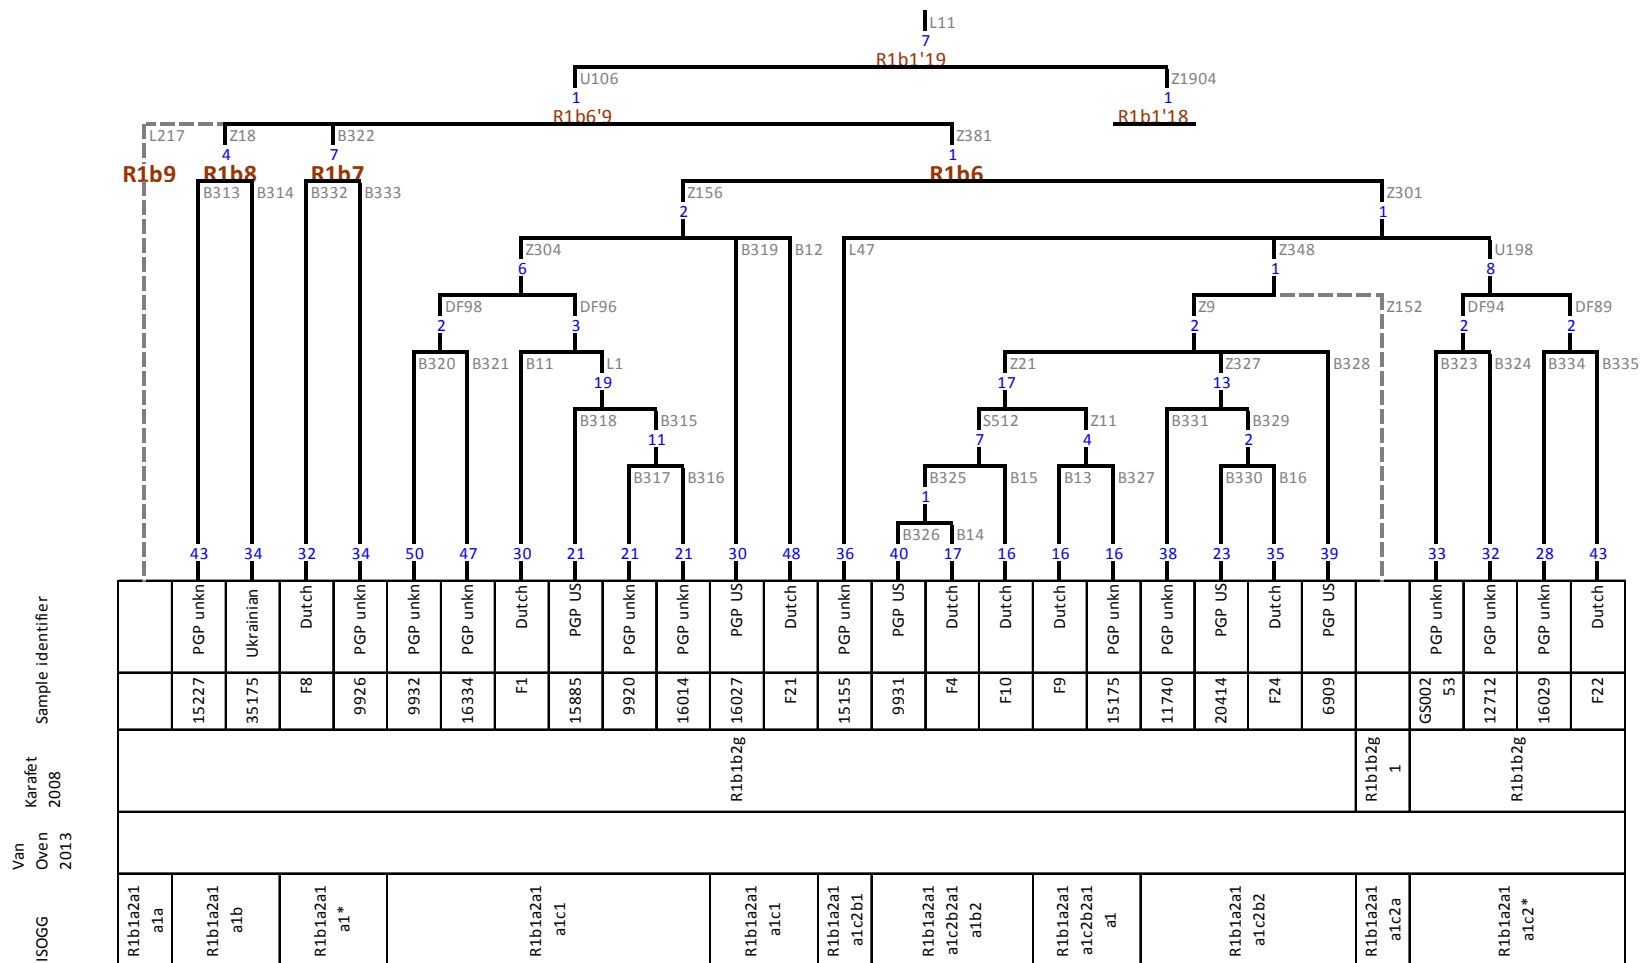 L11
7
R1b1'19
U106
Z1904
1
1
R1b6'9
R1b1'18
L217
Z18
B322
Z381
4
7
1
R1b9
R1b8
R1b7
R1b6
B313
B314
B332
B333
Z156
Z301
2
1
Z304
B319
B12
L47
Z348
U198
6
1
8
DF98
DF96
Z9
Z152
DF94
DF89
2
3
2
2
2
B320
B321
B11
L1
Z21
Z327
B328
B323
B324
B334
B335
19
17
13
B318
B315
S512
Z11
B331
B329
11
7
4
2
B317
B316
B325
B15
B13
B327
B330
B16
1
B326
B14
43
34
32
34
50
47
30
21
21
21
30
48
36
40
17
16
16
16
38
23
35
39
33
32
28
43
Sample identifier
PGP unkn
Ukrainian
Dutch
PGP unkn
PGP unkn
PGP unkn
Dutch
PGP US
PGP unkn
PGP unkn
PGP US
Dutch
PGP unkn
PGP US
Dutch
Dutch
Dutch
PGP unkn
PGP unkn
PGP US
Dutch
PGP US
PGP unkn
PGP unkn
PGP unkn
Dutch
15227
35175
F8
9926
9932
16334
F1
15885
9920
16014
16027
F21
15155
9931
F4
F10
F9
15175
11740
20414
F24
6909
GS002
53
12712
16029
F22
Karafet
2008
R1b1b2g
R1b1b2g
1
R1b1b2g
Van
Oven
2013
ISOGG
R1b1a2a1
a1a
R1b1a2a1
a1b
R1b1a2a1
a1*
R1b1a2a1
a1c1
R1b1a2a1
a1c1
R1b1a2a1
a1c2b1
R1b1a2a1
a1c2b2a1
a1b2
R1b1a2a1
a1c2b2a1
a1
R1b1a2a1
a1c2b2
R1b1a2a1
a1c2a
R1b1a2a1
a1c2*